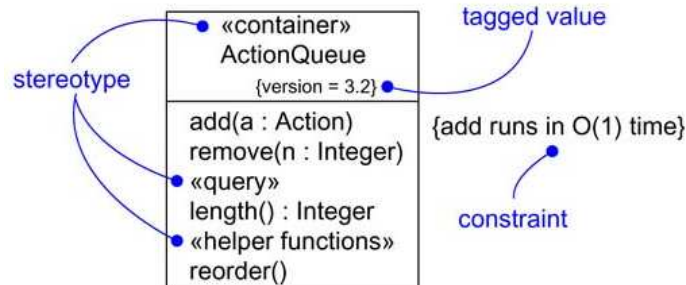 tagged value
«container»
ActionQueue
{version = 3.2}
stereotype
add(a : Action)
remove(n : Integer)
«query»
length() : Integer
«helper functions»
reorder()
{add runs in O(1) time}
constraint